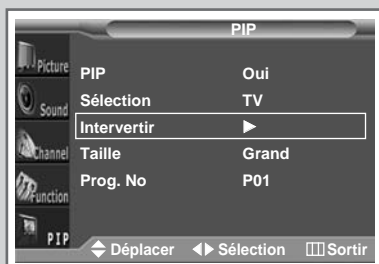 PIP
Picture
Sound
Channel
Function
PIP
PIP Oui
Sélection TV
Intervertir ▶
Taille Grand
Prog. No P01
Déplacer Sélection Sortir